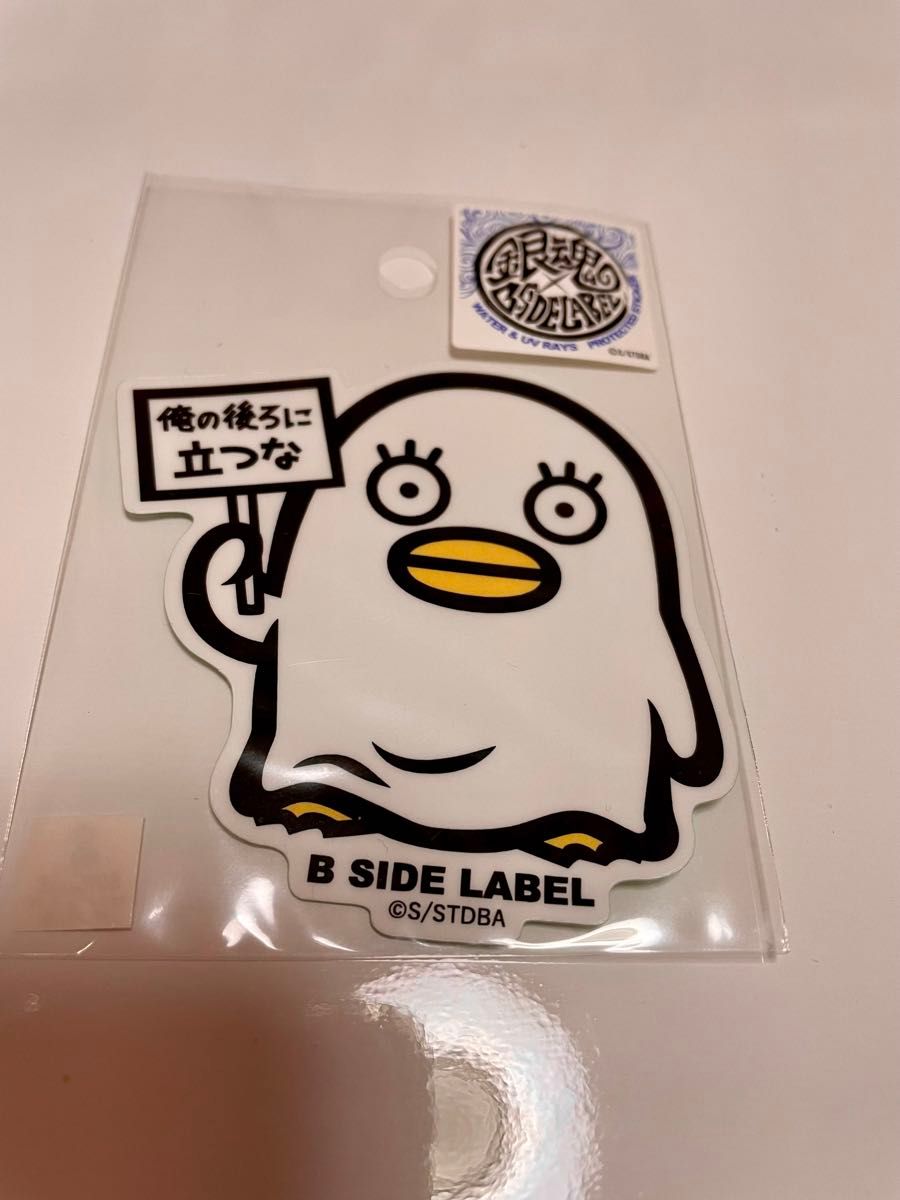 銀魂
×
B-SIDE LABEL
WATER & UV RAYS PROTECTED STICKER
©S/STDBA
俺の後ろに
立つな
B SIDE LABEL
©S/STDBA